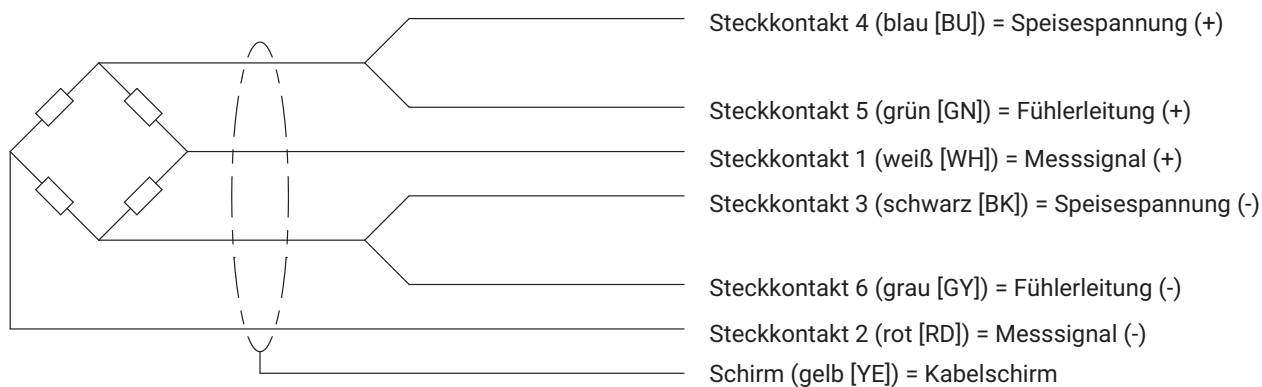 Steckkontakt 4 (blau [BU]) = Speisespannung (+)
Steckkontakt 5 (grün [GN]) = Fühlerleitung (+)
Steckkontakt 1 (weiß [WH]) = Messsignal (+)
Steckkontakt 3 (schwarz [BK]) = Speisespannung (-)
Steckkontakt 6 (grau [GY]) = Fühlerleitung (-)
Steckkontakt 2 (rot [RD]) = Messsignal (-)
Schirm (gelb [YE]) = Kabelschirm